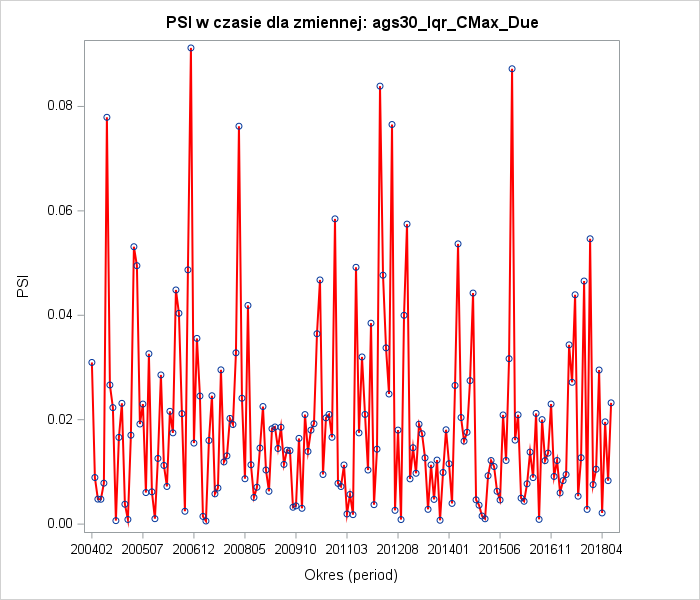 PSI w czasie dla zmiennej: ags30_Iqr_CMax_Due
0.08
0.06
0.04
0.02
0.00
PSI
200402 200507 200612 200805 200910 201103 201208 201401 201506 201611 201804
Okres (period)